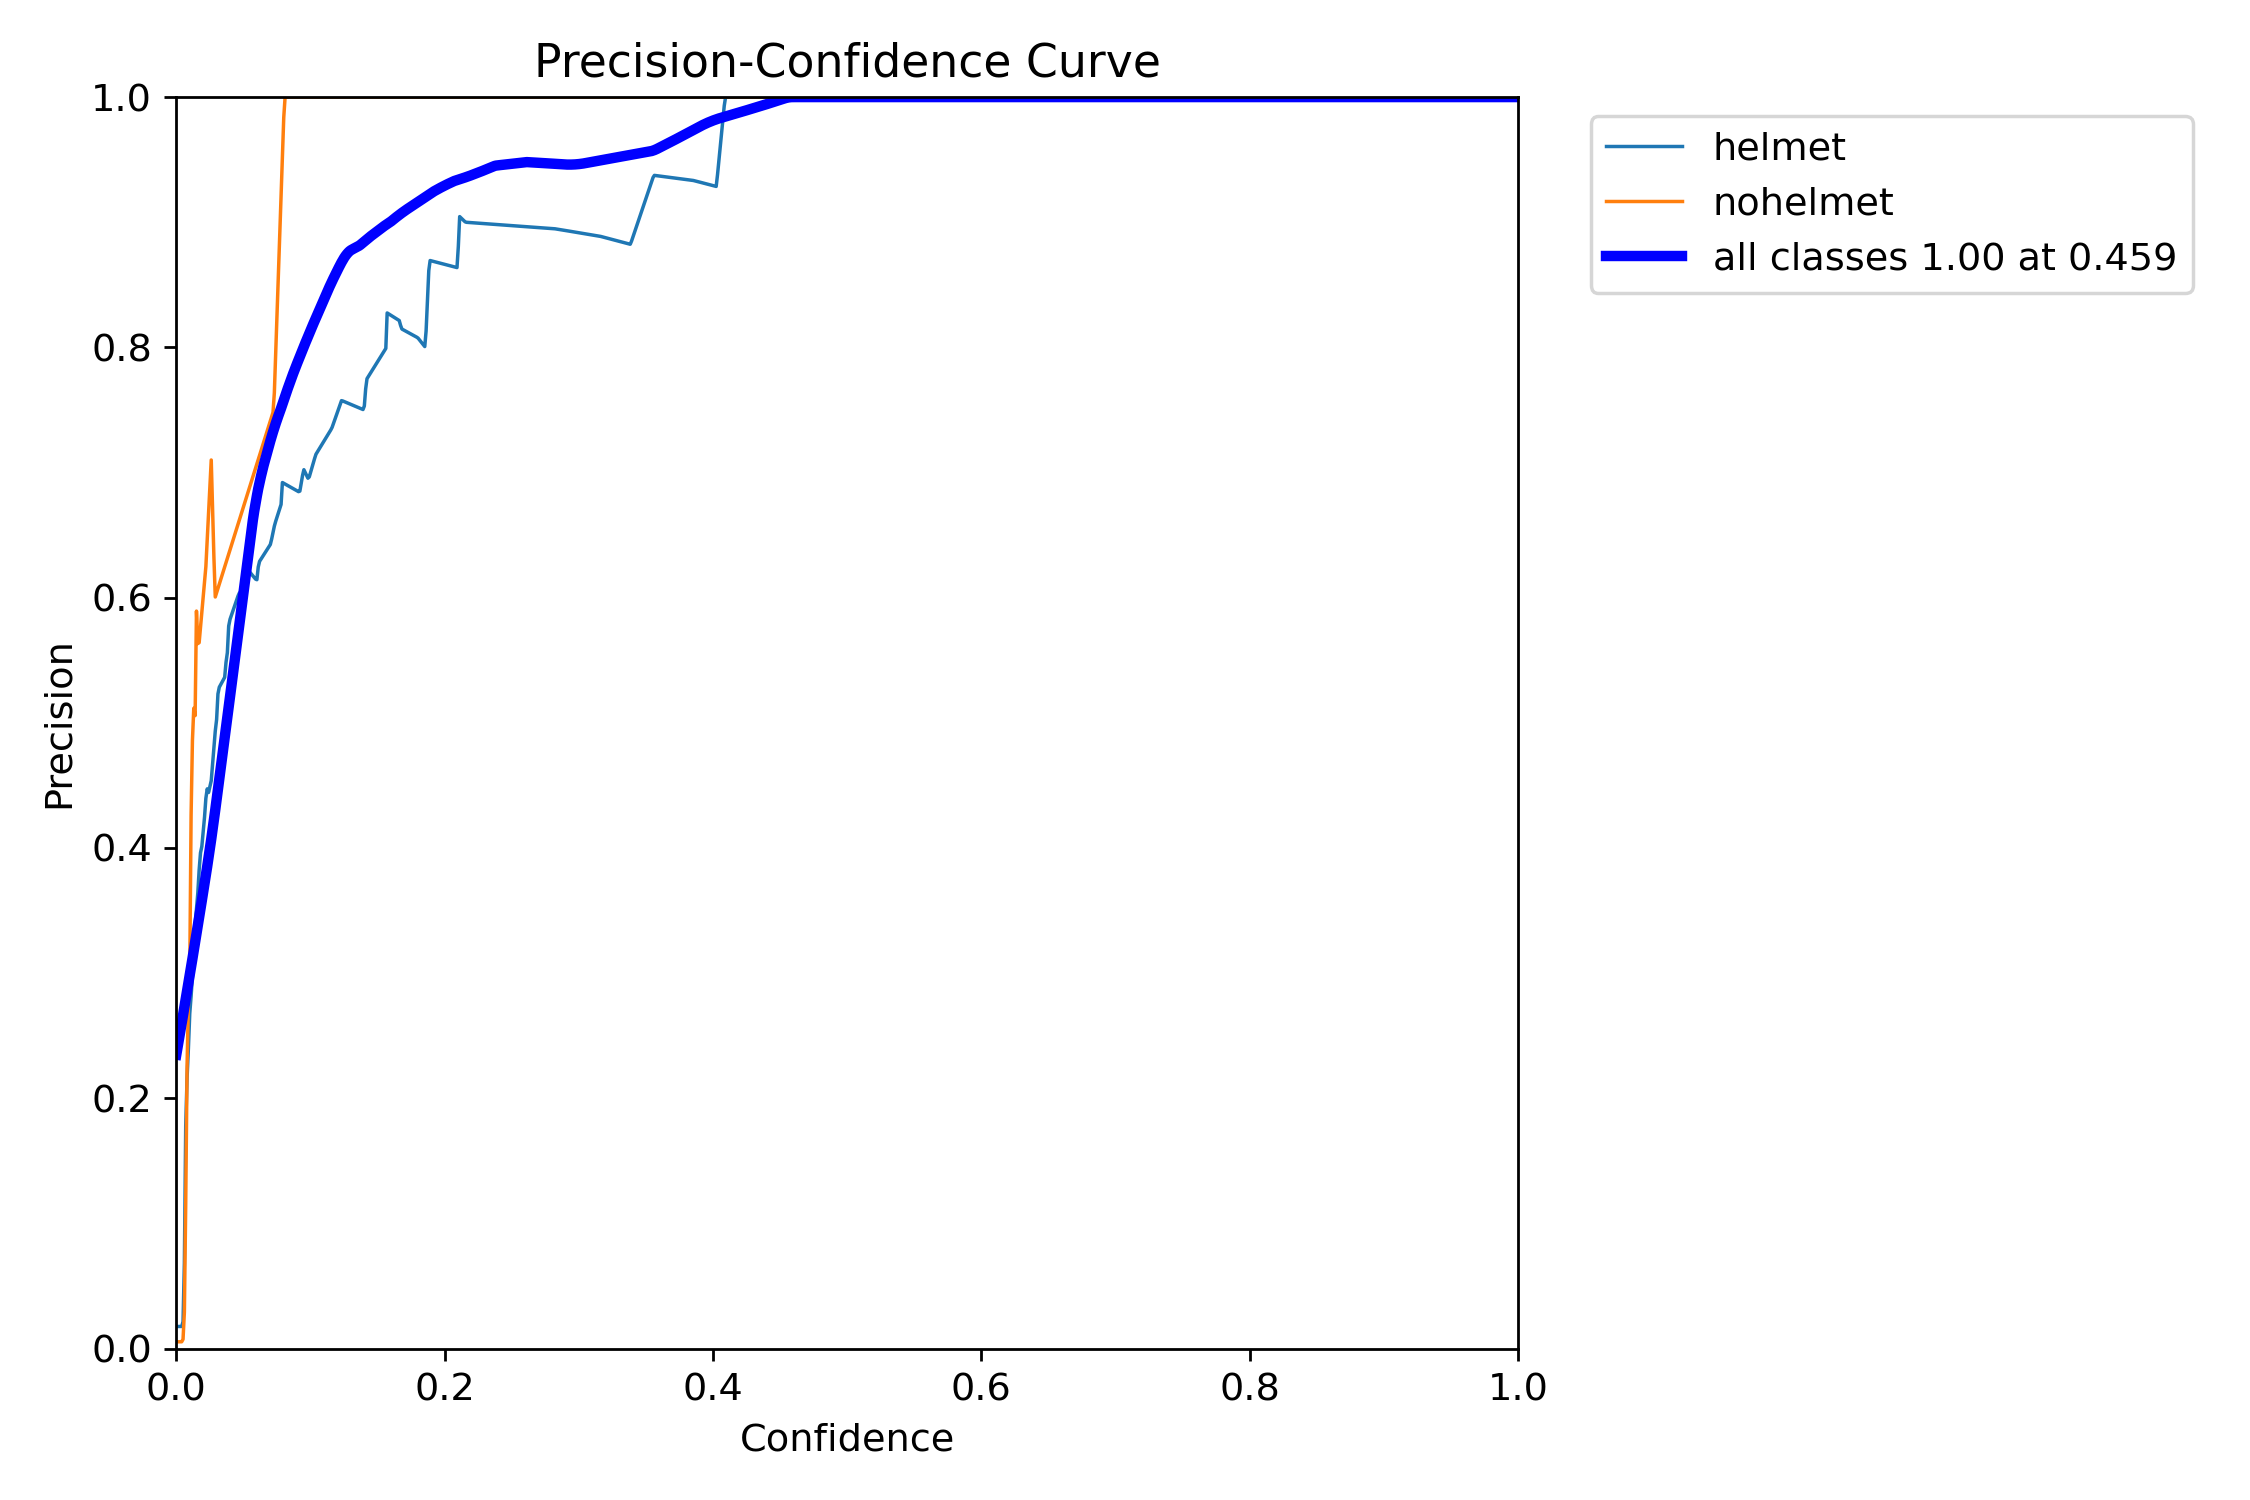 Precision-Confidence Curve
1.0
0.8
0.6
0.4
0.2
0.0
Precision
0.0 0.2 0.4 0.6 0.8 1.0
Confidence
helmet
nohelmet
all classes 1.00 at 0.459